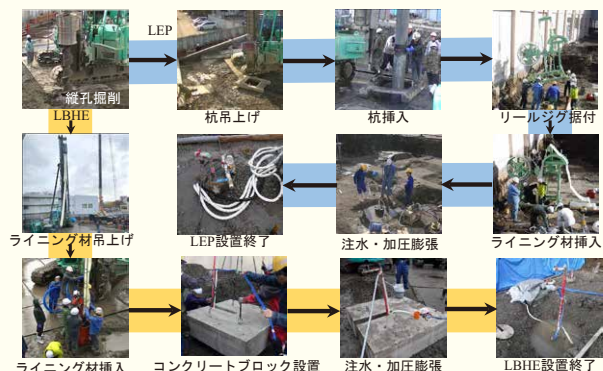 LEP
縦孔掘削
LBHE
杭吊上げ
杭挿入
リールジグ据付
ライニング材吊上げ
LEP設置終了
注水・加圧膨張
ライニング材挿入
ライニング材挿入
コンクリートブロック設置
注水・加圧膨張
LBHE設置終了